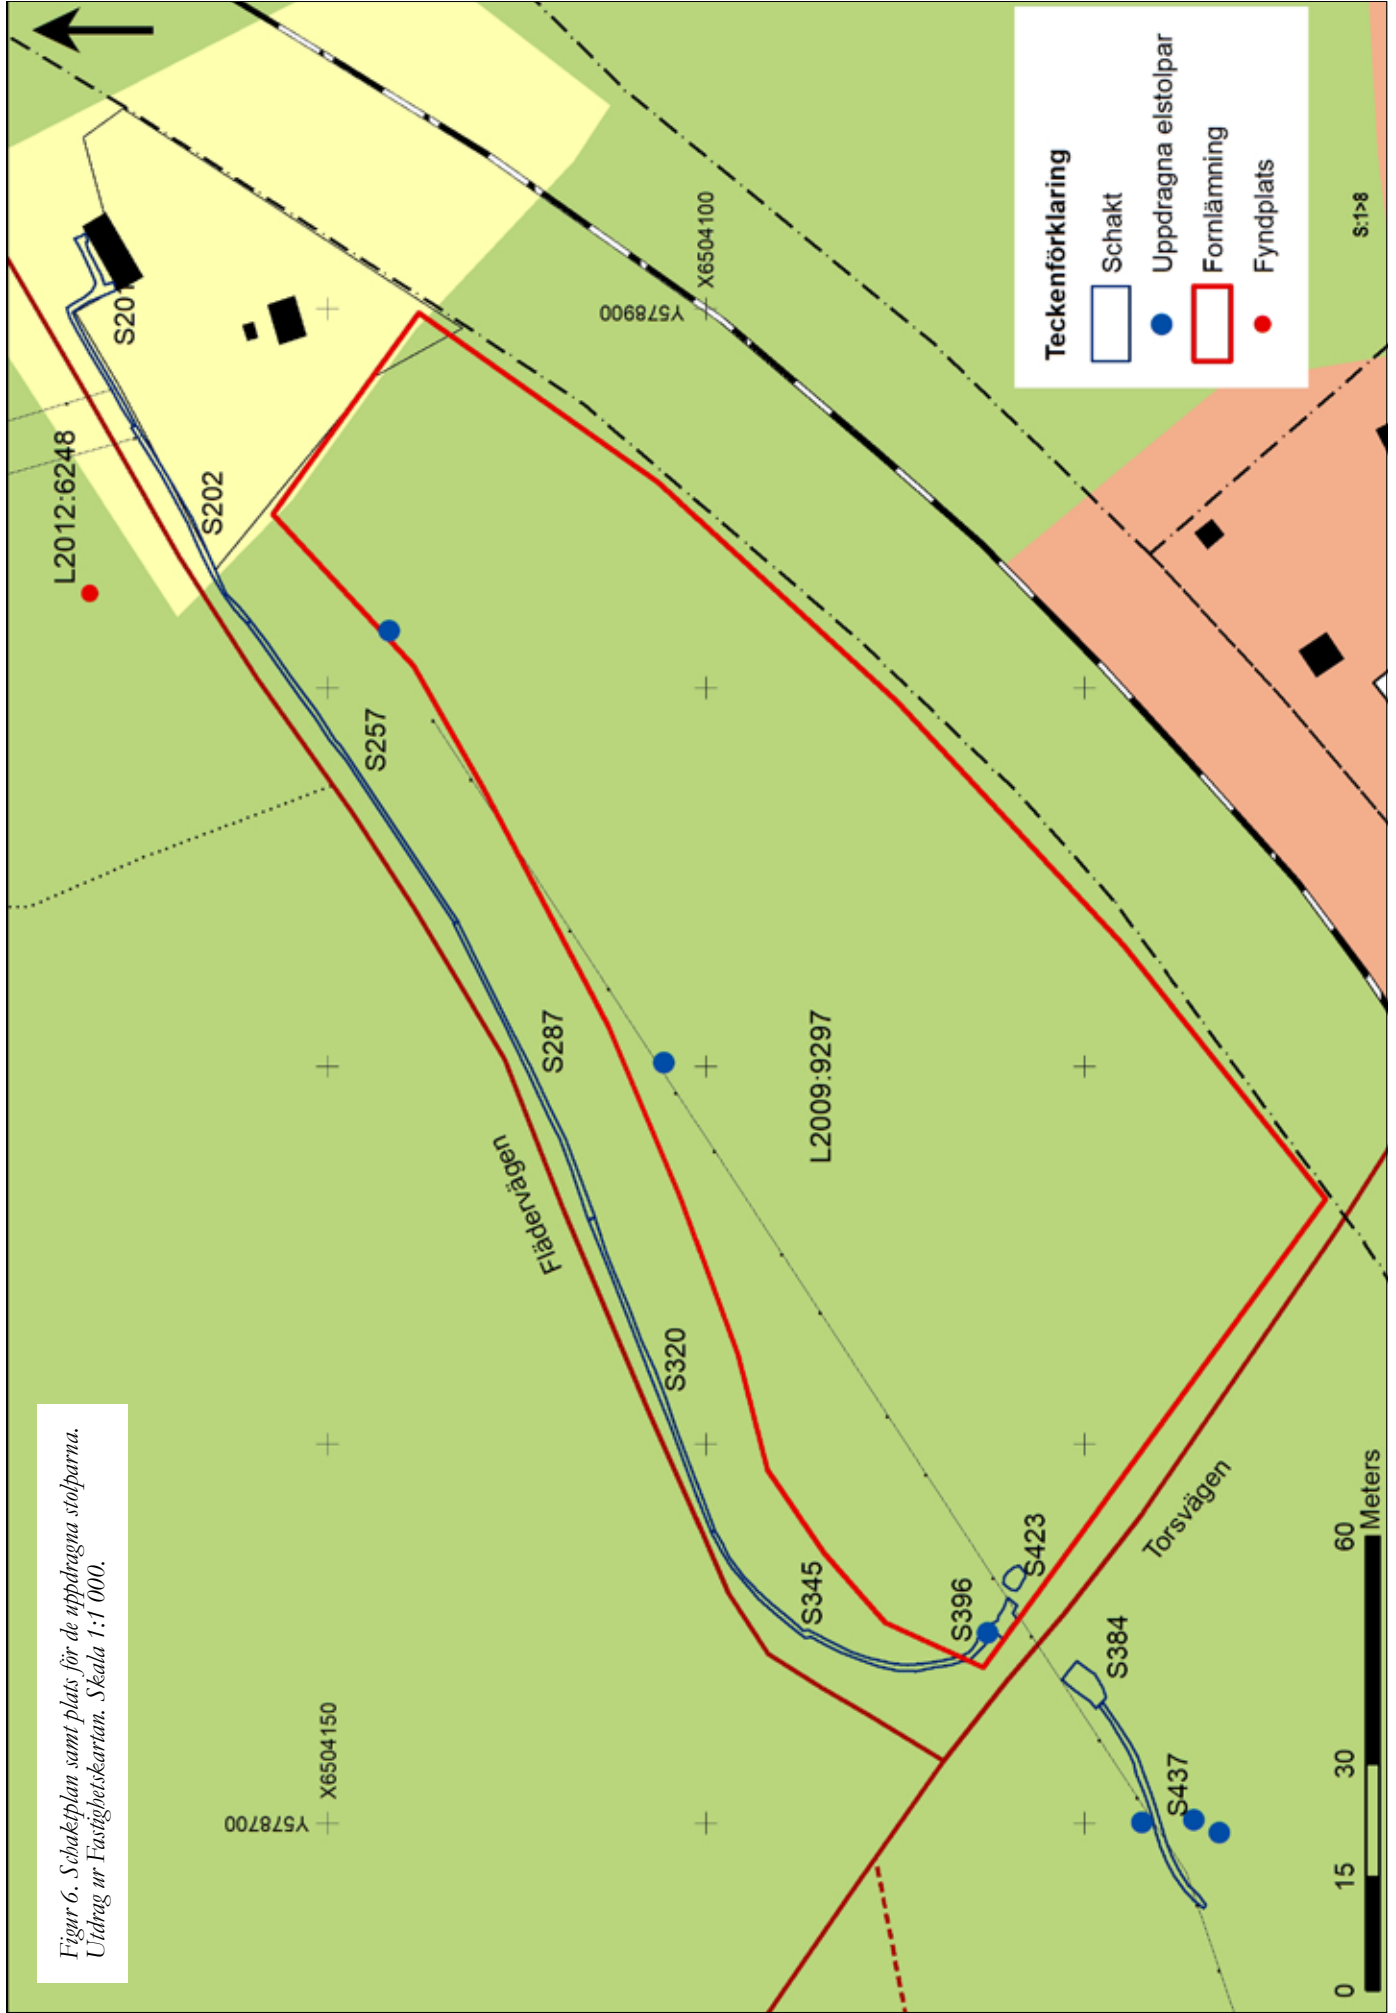 Figur 6. Schaktplan samt plats för de uppdragna stolparna.
Utdrag ur Fastighetskartan. Skala 1:1 000.
L2012:6248
S201
S202
S257
S287
Flädervägen
S320
S345
S396
S423
S384
S437
L2009:9297
Torsvägen
Y578700
X6504150
Y578900
X6504100
S:1>8
Teckenförklaring
Schakt
Uppdragna elstolpar
Fornlämning
Fyndplats
0 15 30 60
Meters